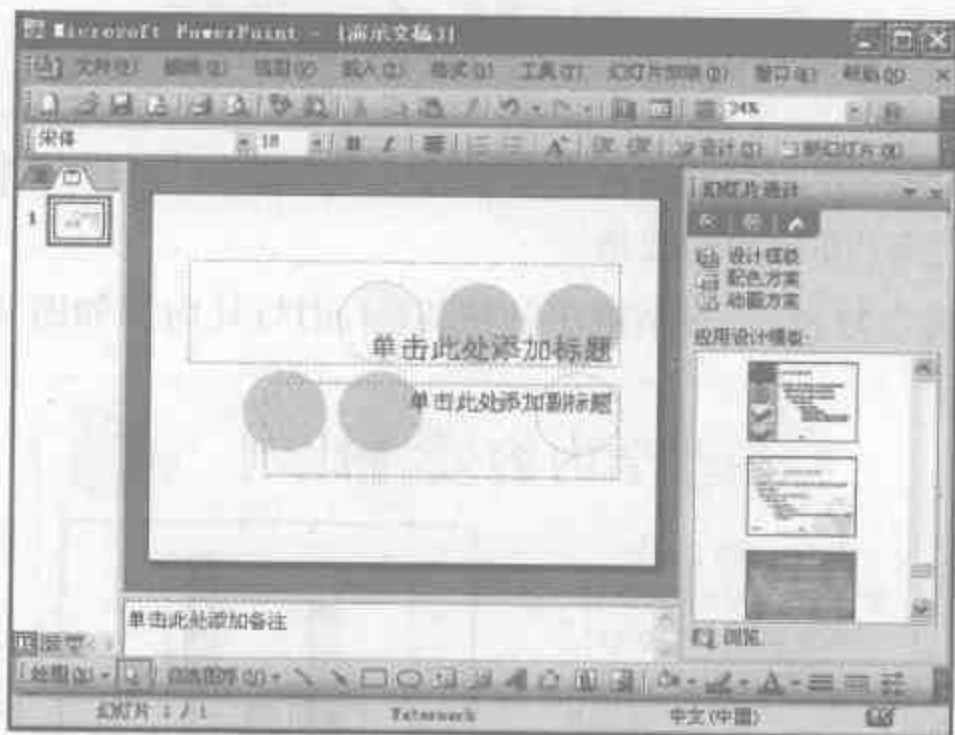 Microsoft PowerPoint - [演示文稿3]
文件(F) 编辑(E) 视图(V) 插入(I) 格式(O) 工具(T) 幻灯片放映(D) 窗口(W) 帮助(H)
34%
宋体 18 设计(S) 新幻灯片(N)
幻灯片设计
设计模板
配色方案
动画方案
应用设计模板:
1
单击此处添加标题
单击此处添加副标题
单击此处添加备注
浏览...
绘图(R) 自选图形(U)
幻灯片 1 / 1 Watermark 中文(中国)